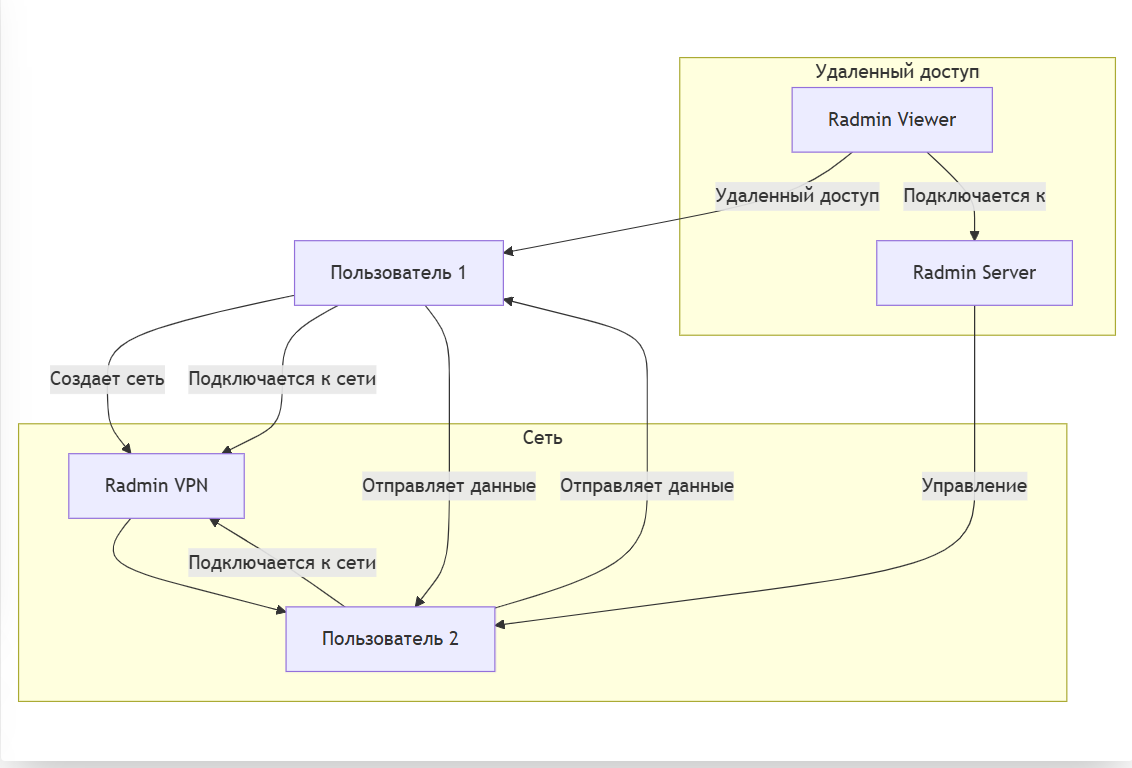 Удаленный доступ
Radmin Viewer
Удаленный доступ
Подключается к
Пользователь 1
Radmin Server
Создает сеть
Подключается к сети
Сеть
Radmin VPN
Отправляет данные
Отправляет данные
Управление
Подключается к сети
Пользователь 2